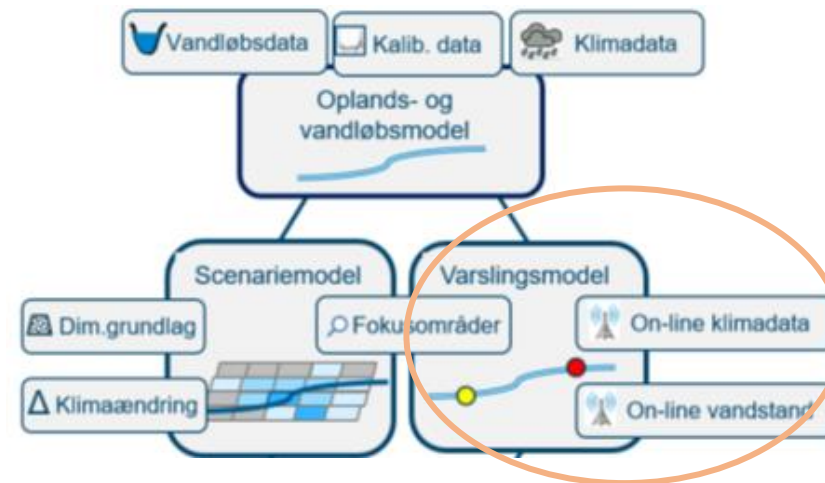 Vandløbsdata
Kalib. data
Klimadata
Oplands- og
vandløbsmodel
Scenariemodel
Varslingsmodel
Dim.grundlag
Fokusområder
On-line klimadata
Δ Klimaændring
On-line vandstand